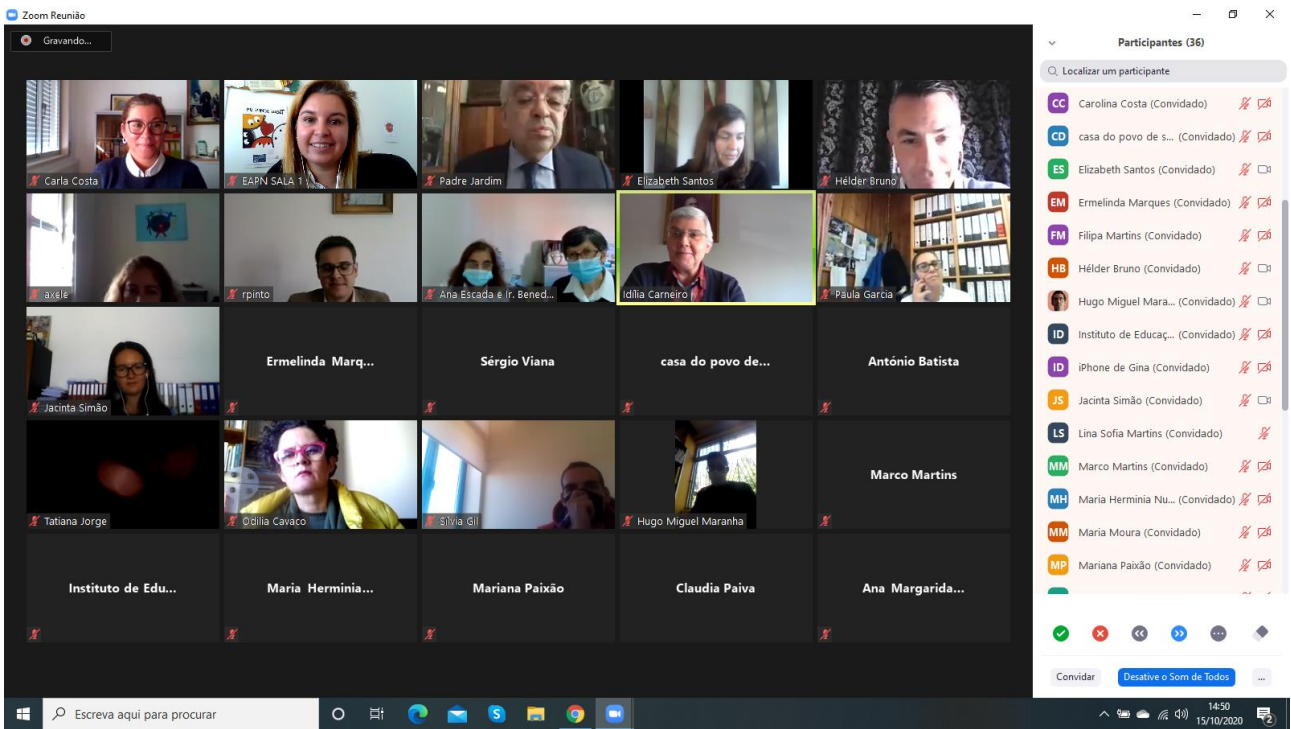 Zoom Reunião
Gravando...
Carla Costa
EAPN SALA 1
Padre Jardim
Elizabeth Santos
Hélder Bruno
axele
rpinto
Ana Escada e Ir. Bened...
Idília Carneiro
Paula Garcia
Jacinta Simão
Ermelinda Marq...
Sérgio Viana
casa do povo de...
António Batista
Tatiana Jorge
Odília Cavaco
Sílvia Gil
Hugo Miguel Maranha
Marco Martins
Instituto de Edu...
Maria Herminia...
Mariana Paixão
Claudia Paiva
Ana Margarida...
Participantes (36)
Localizar um participante
CC Carolina Costa (Convidado)
CD casa do povo de s... (Convidado)
ES Elizabeth Santos (Convidado)
EM Ermelinda Marques (Convidado)
FM Filipa Martins (Convidado)
HB Hélder Bruno (Convidado)
Hugo Miguel Mara... (Convidado)
ID Instituto de Educaç... (Convidado)
ID iPhone de Gina (Convidado)
JS Jacinta Simão (Convidado)
LS Lina Sofia Martins (Convidado)
MM Marco Martins (Convidado)
MH Maria Herminia Nu... (Convidado)
MM Maria Moura (Convidado)
MP Mariana Paixão (Convidado)
Convidar
Desative o Som de Todos
...
Escreva aqui para procurar
14:50
15/10/2020
2